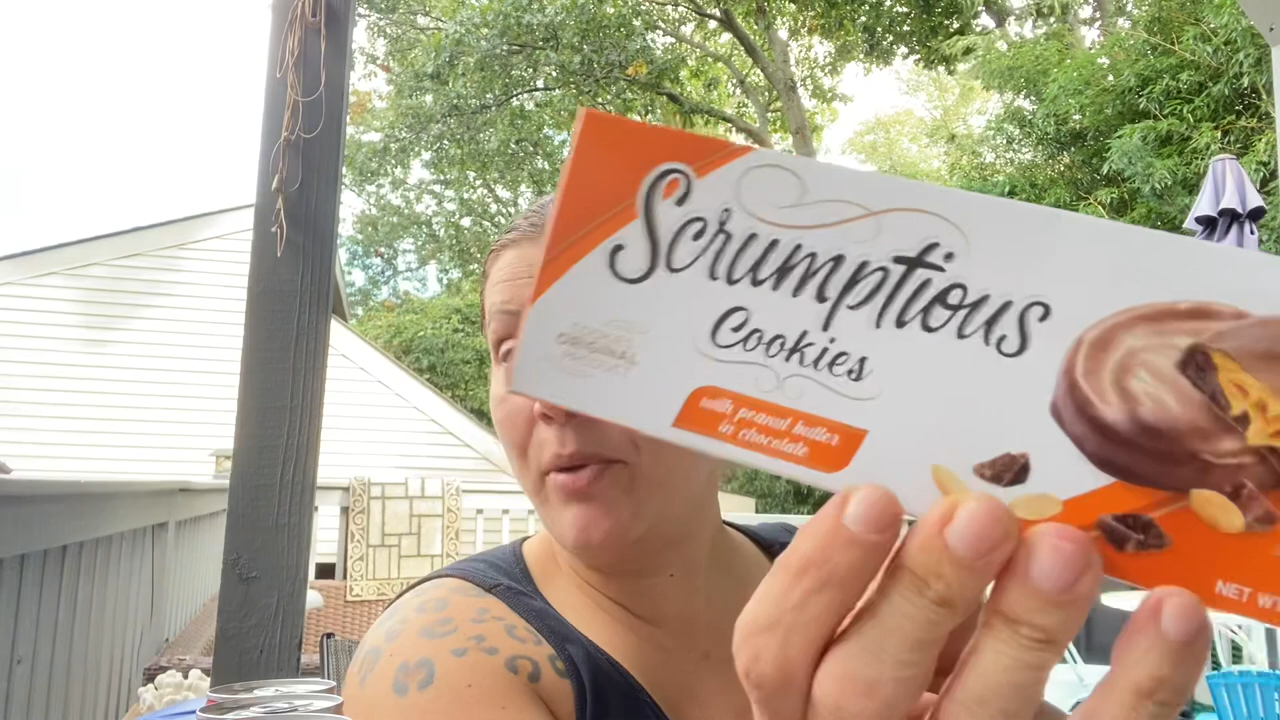 Scrumptious
Cookies
with peanut butter
in chocolate
NET